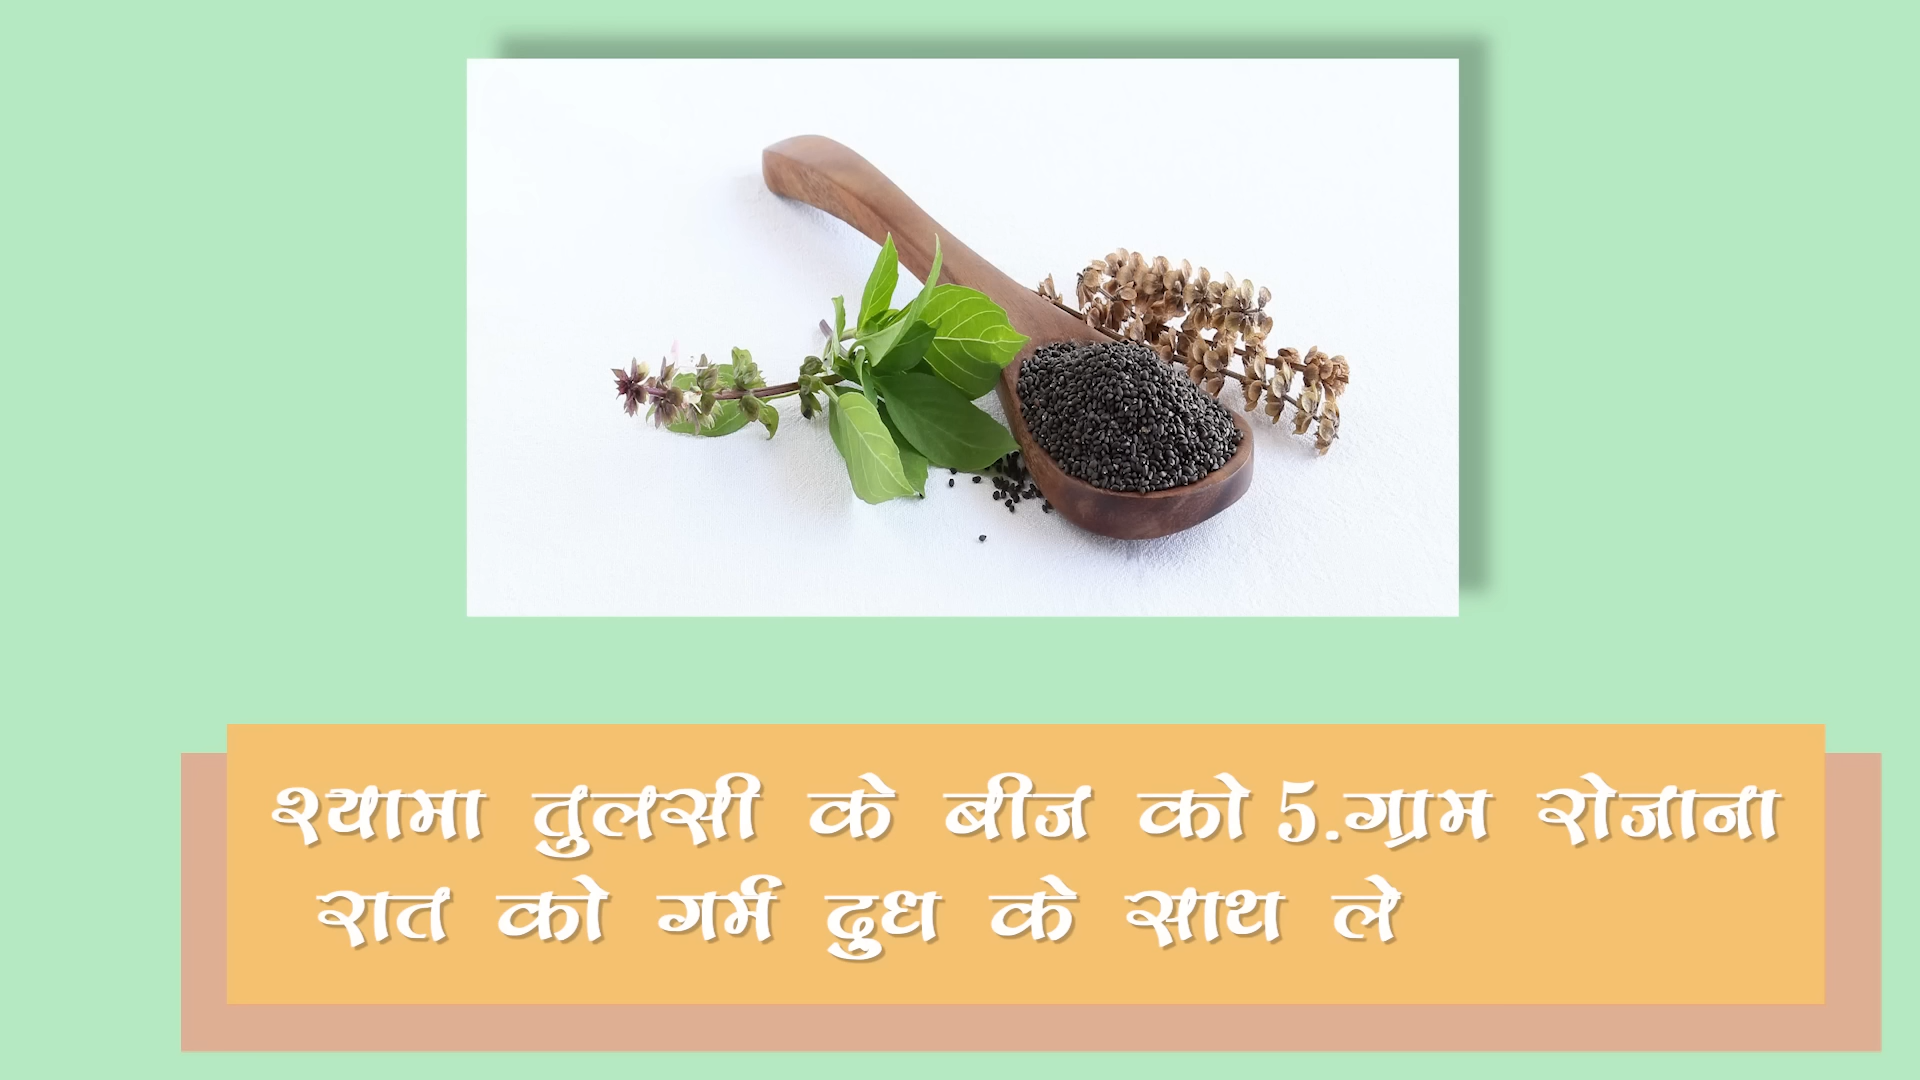 श्यामा तुलसी के बीज को 5.ग्राम रोजाना
रात को गर्म दुध के साथ ले